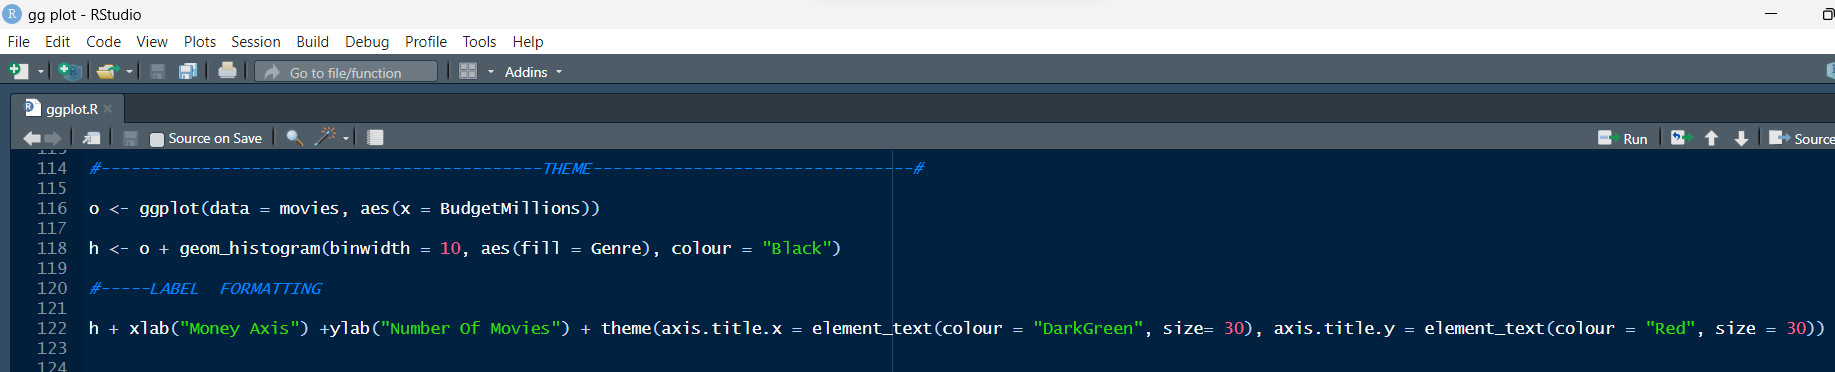 gg plot - RStudio
File Edit Code View Plots Session Build Debug Profile Tools Help
Go to file/function Addins
ggplot.R
Source on Save Run Source
114 #--------------------------------------------THEME--------------------------------#
115
116 o <- ggplot(data = movies, aes(x = BudgetMillions))
117
118 h <- o + geom_histogram(binwidth = 10, aes(fill = Genre), colour = "Black")
119
120 #-----LABEL  FORMATTING
121
122 h + xlab("Money Axis") +ylab("Number Of Movies") + theme(axis.title.x = element_text(colour = "DarkGreen", size= 30), axis.title.y = element_text(colour = "Red", size = 30))
123
124